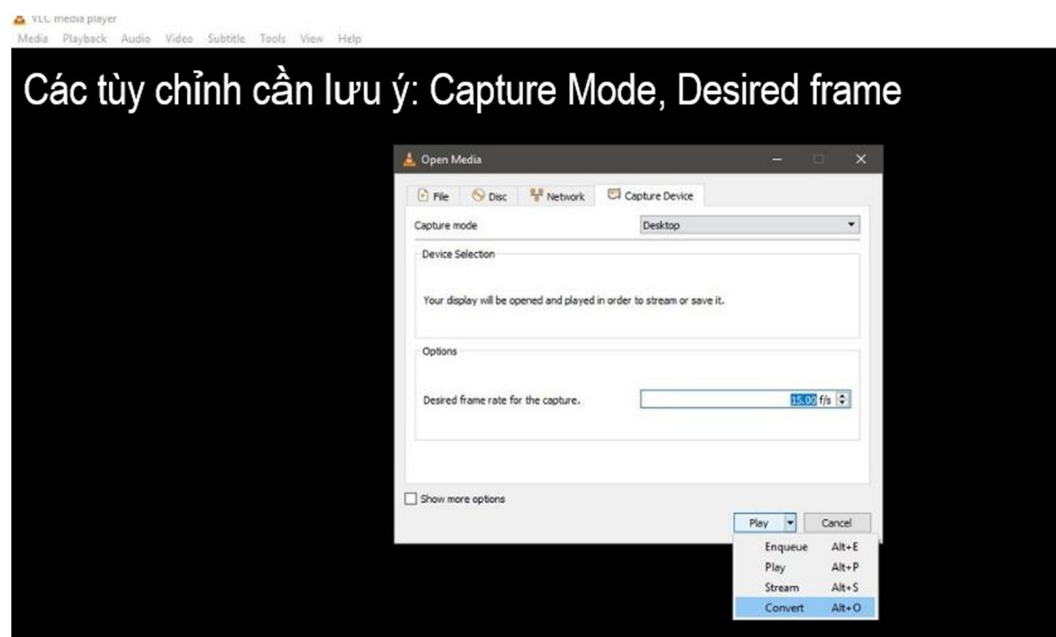 VLC media player
Media Playback Audio Video Subtitle Tools View Help
Các tùy chỉnh cần lưu ý: Capture Mode, Desired frame
Open Media
File Disc Network Capture Device
Capture mode Desktop
Device Selection
Your display will be opened and played in order to stream or save it.
Options
Desired frame rate for the capture. 15.00 f/s
Show more options
Play Cancel
Enqueue Alt+E
Play Alt+P
Stream Alt+S
Convert Alt+O